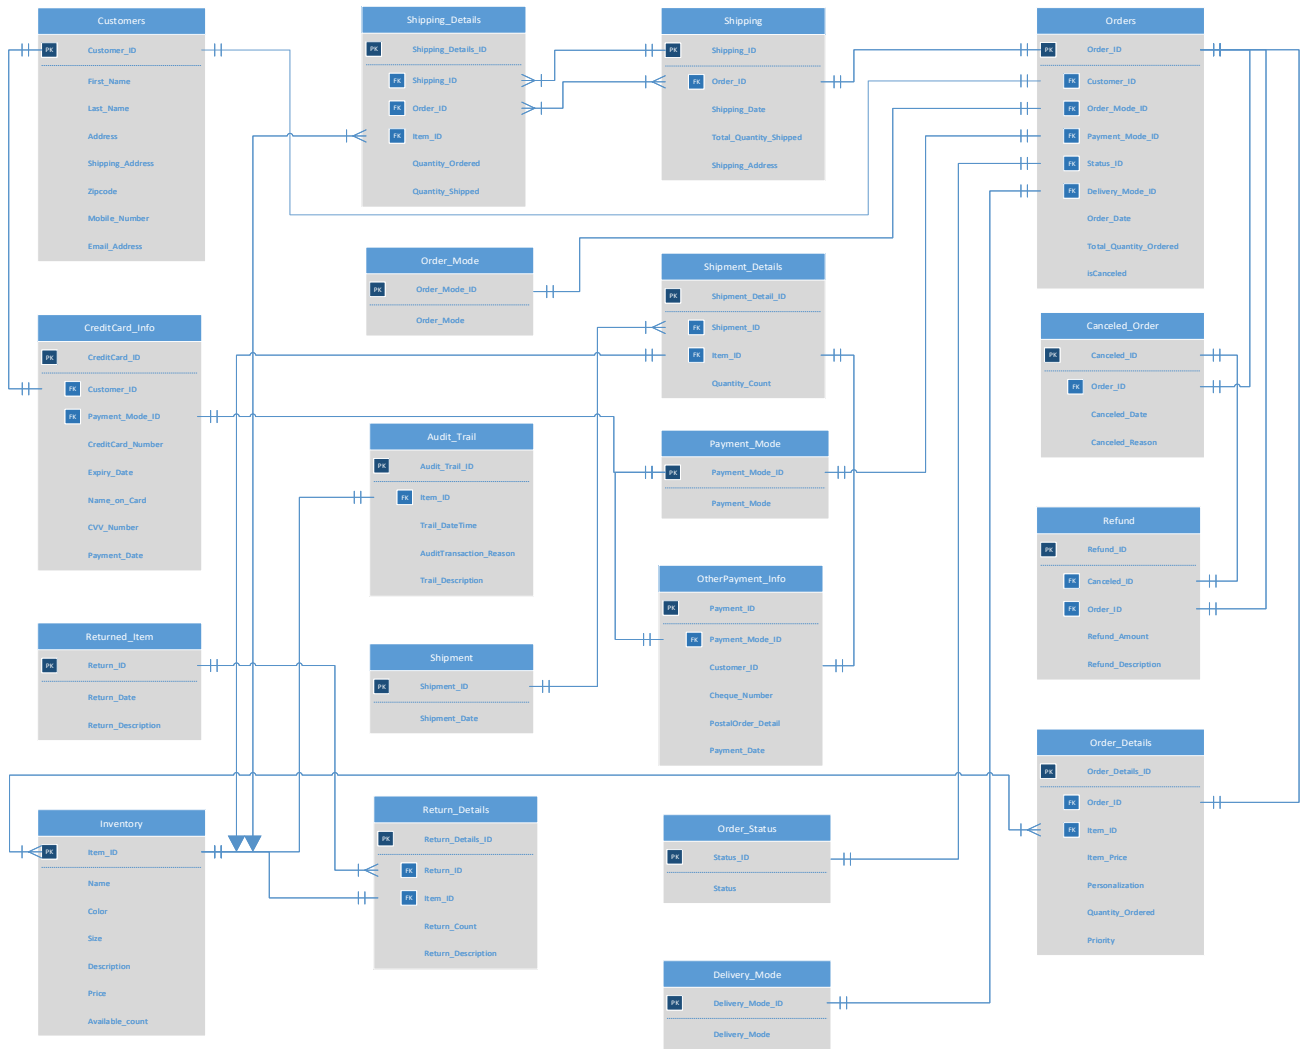 Customers
PK Customer_ID
First_Name
Last_Name
Address
Shipping_Address
Zipcode
Mobile_Number
Email_Address
Shipping_Details
PK Shipping_Details_ID
FK Shipping_ID
FK Order_ID
FK Item_ID
Quantity_Ordered
Quantity_Shipped
Shipping
PK Shipping_ID
FK Order_ID
Shipping_Date
Total_Quantity_Shipped
Shipping_Address
Orders
PK Order_ID
FK Customer_ID
FK Order_Mode_ID
FK Payment_Mode_ID
FK Status_ID
FK Delivery_Mode_ID
Order_Date
Total_Quantity_Ordered
isCanceled
Order_Mode
PK Order_Mode_ID
Order_Mode
Shipment_Details
PK Shipment_Detail_ID
FK Shipment_ID
FK Item_ID
Quantity_Count
CreditCard_Info
PK CreditCard_ID
FK Customer_ID
FK Payment_Mode_ID
CreditCard_Number
Expiry_Date
Name_on_Card
CVV_Number
Payment_Date
Canceled_Order
PK Canceled_ID
FK Order_ID
Canceled_Date
Canceled_Reason
Audit_Trail
PK Audit_Trail_ID
FK Item_ID
Trail_DateTime
AuditTransaction_Reason
Trail_Description
Payment_Mode
PK Payment_Mode_ID
Payment_Mode
Refund
PK Refund_ID
FK Canceled_ID
FK Order_ID
Refund_Amount
Refund_Description
OtherPayment_Info
PK Payment_ID
FK Payment_Mode_ID
Customer_ID
Cheque_Number
PostalOrder_Detail
Payment_Date
Returned_Item
PK Return_ID
Return_Date
Return_Description
Shipment
PK Shipment_ID
Shipment_Date
Order_Details
PK Order_Details_ID
FK Order_ID
FK Item_ID
Item_Price
Personalization
Quantity_Ordered
Priority
Inventory
PK Item_ID
Name
Color
Size
Description
Price
Available_count
Return_Details
PK Return_Details_ID
FK Return_ID
FK Item_ID
Return_Count
Return_Description
Order_Status
PK Status_ID
Status
Delivery_Mode
PK Delivery_Mode_ID
Delivery_Mode